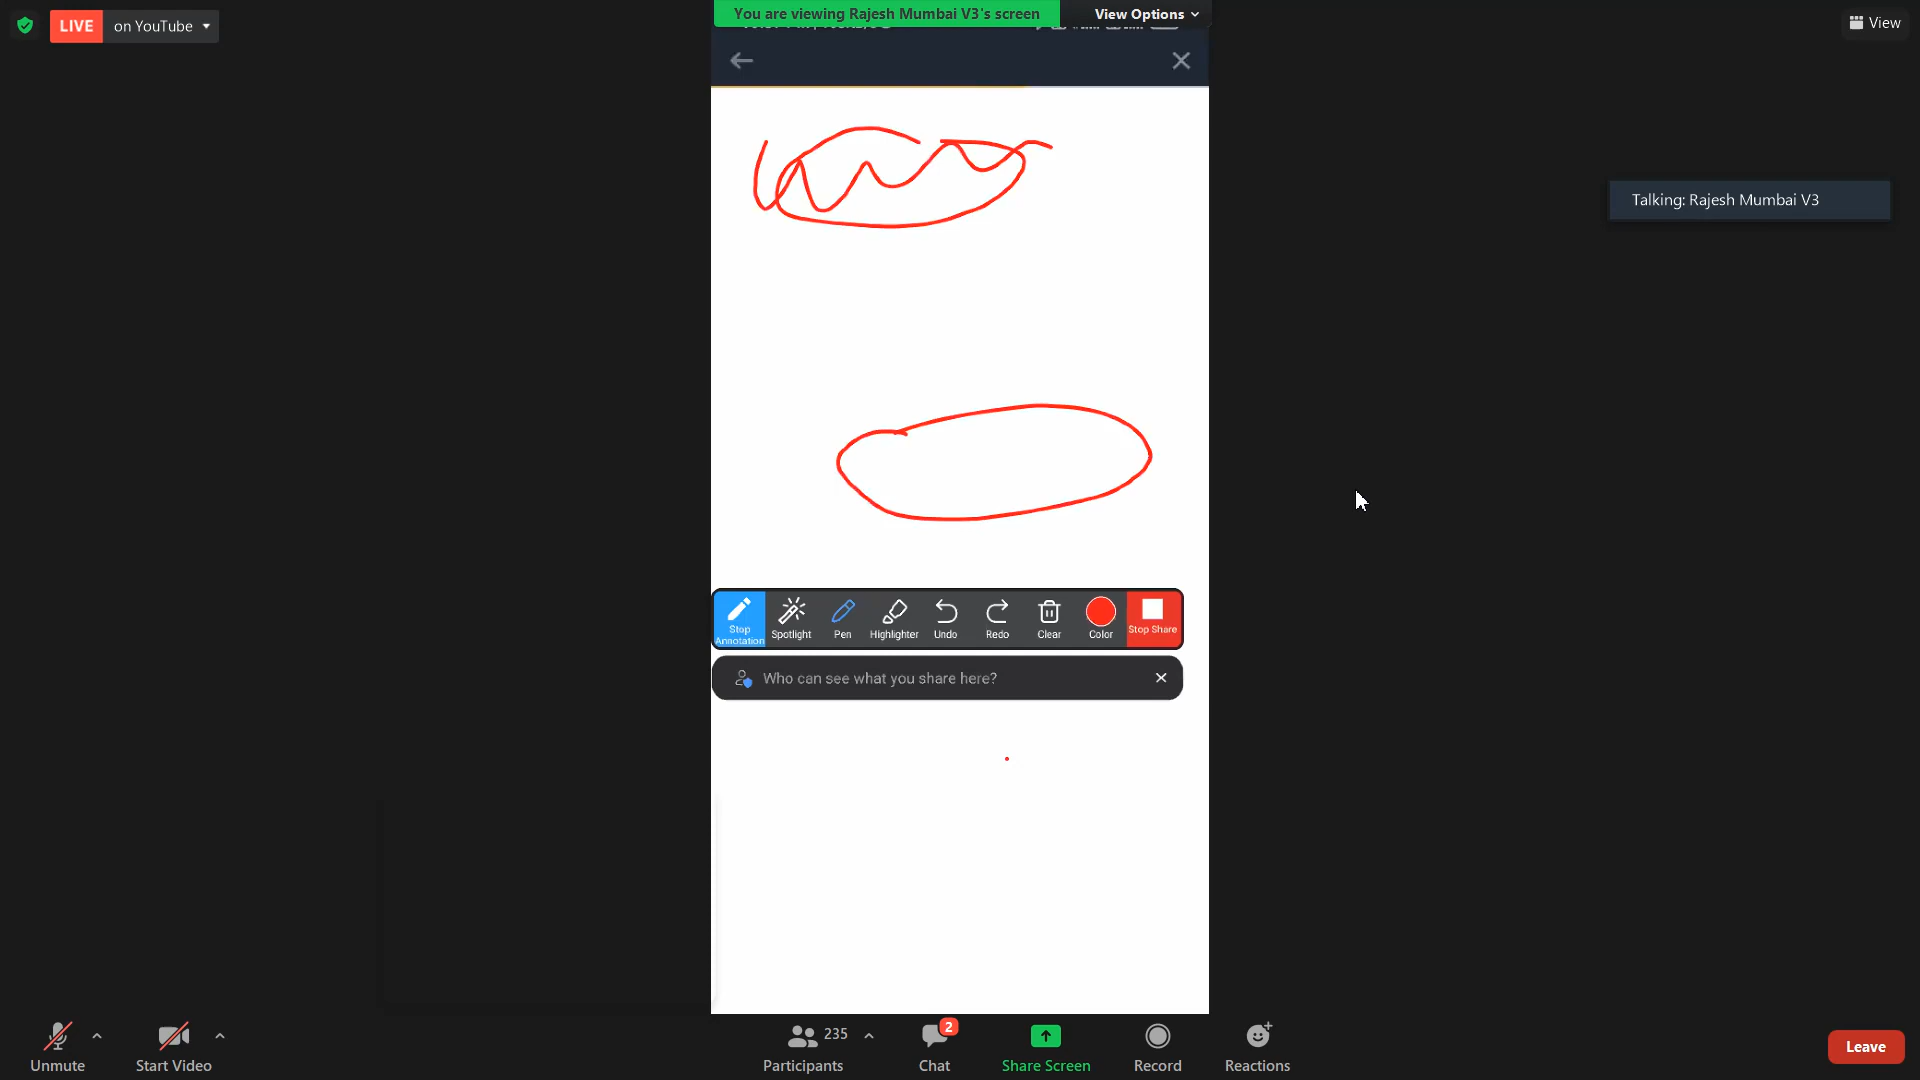 LIVE on YouTube
You are viewing Rajesh Mumbai V3's screen View Options
View
Talking: Rajesh Mumbai V3
Stop Annotation
Spotlight
Pen
Highlighter
Undo
Redo
Clear
Color
Stop Share
Who can see what you share here?
Unmute
Start Video
235
Participants
2
Chat
Share Screen
Record
Reactions
Leave